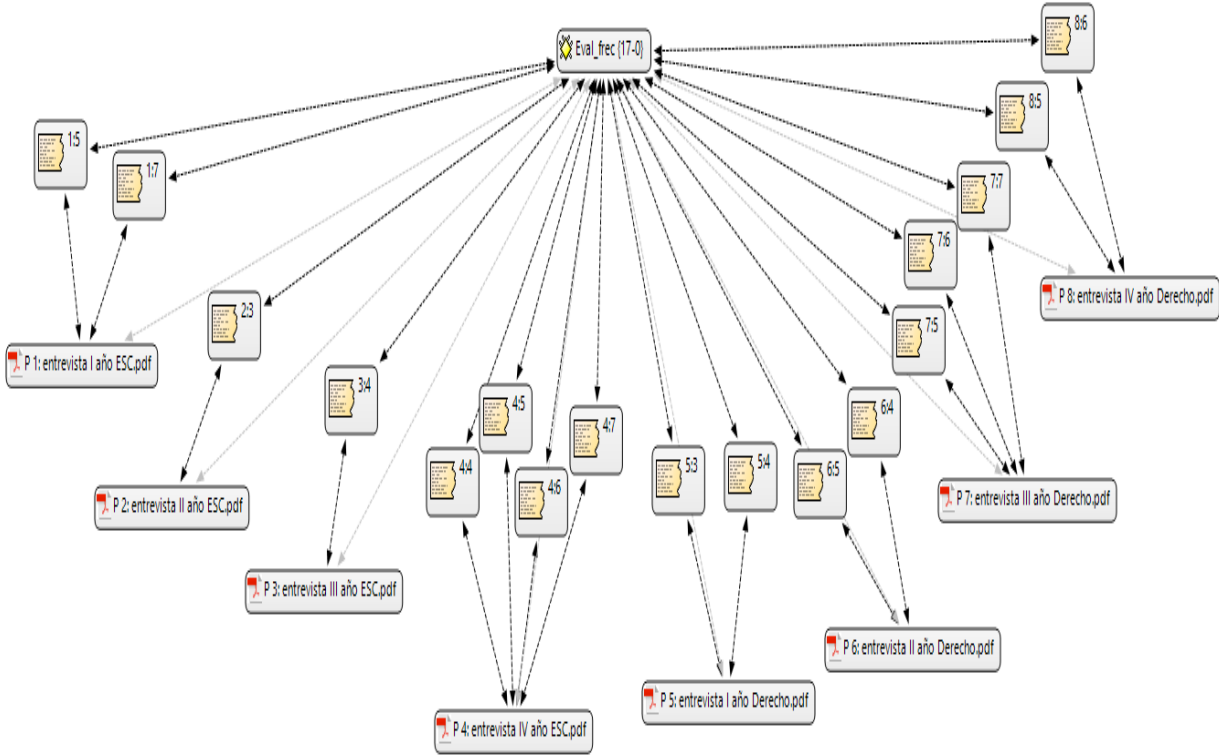 Eval_frec {17-0}
8:6
8:5
1:5
1:7
7:7
7:6
P 8: entrevista IV año Derecho.pdf
2:3
7:5
P 1: entrevista I año ESC.pdf
3:4
4:5
6:4
4:7
4:4
5:3
5:4
6:5
4:6
P 2: entrevista II año ESC.pdf
P 7: entrevista III año Derecho.pdf
P 3: entrevista III año ESC.pdf
P 6: entrevista II año Derecho.pdf
P 5: entrevista I año Derecho.pdf
P 4: entrevista IV año ESC.pdf